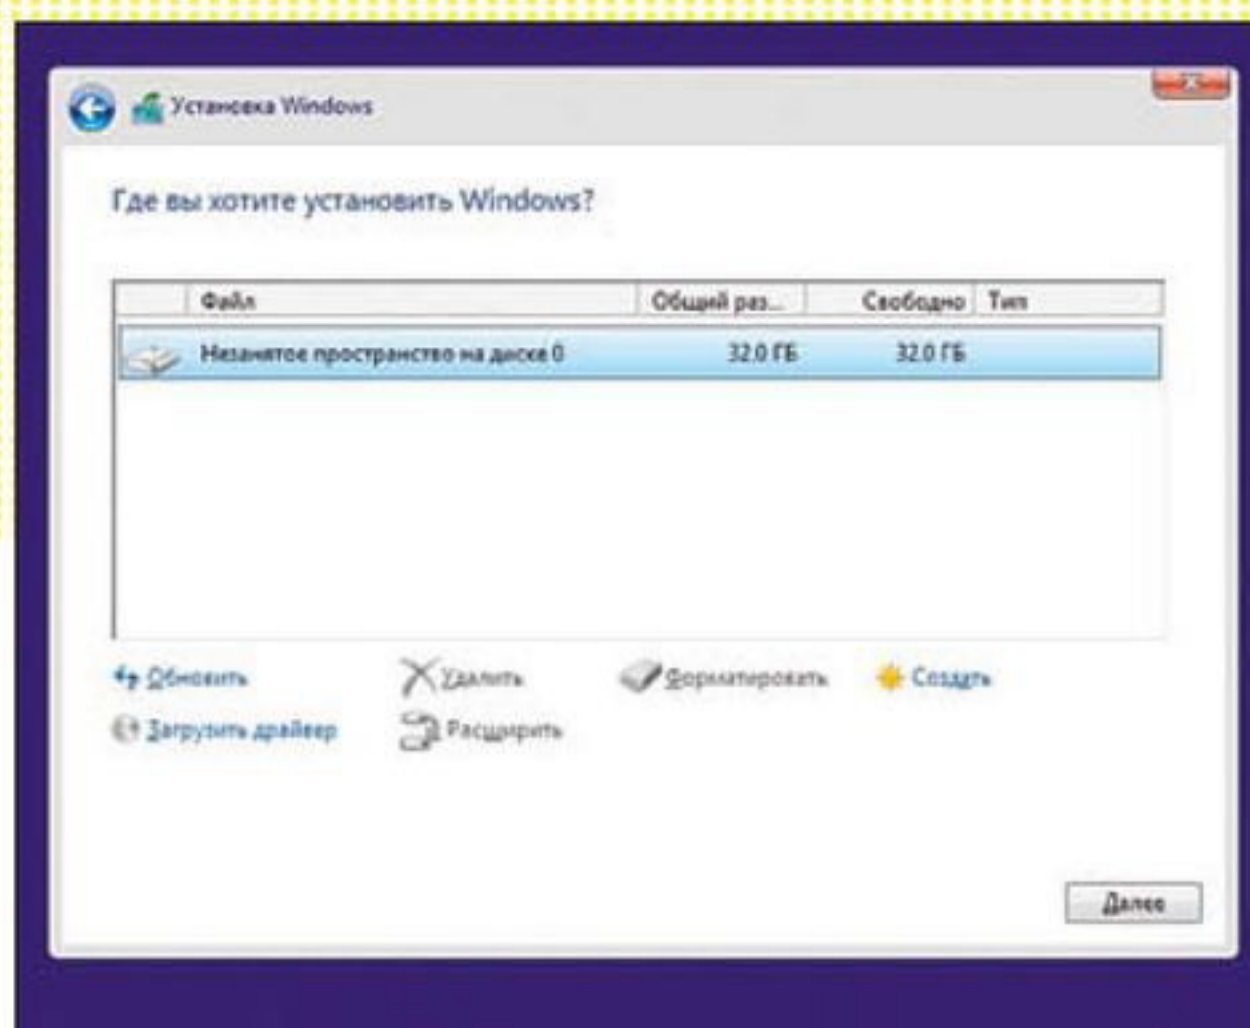 Установка Windows
Где вы хотите установить Windows?
Файл Общий раз... Свободно Тип
Незанятое пространство на диске 0 32.0 ГБ 32.0 ГБ
Обновить Удалить Форматировать Создать
Загрузить драйвер Расширить
Далее